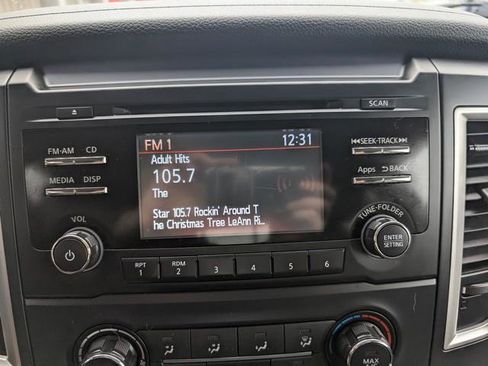 SCAN
FM 1 12:31
Adult Hits
105.7
The
Star 105.7 Rockin' Around T
he Christmas Tree LeAnn Ri...
FM·AM CD
MEDIA DISP
VOL
SEEK·TRACK
Apps BACK
TUNE·FOLDER
ENTER
SETTING
RPT
1
RDM
2
3 4 5 6
MAX